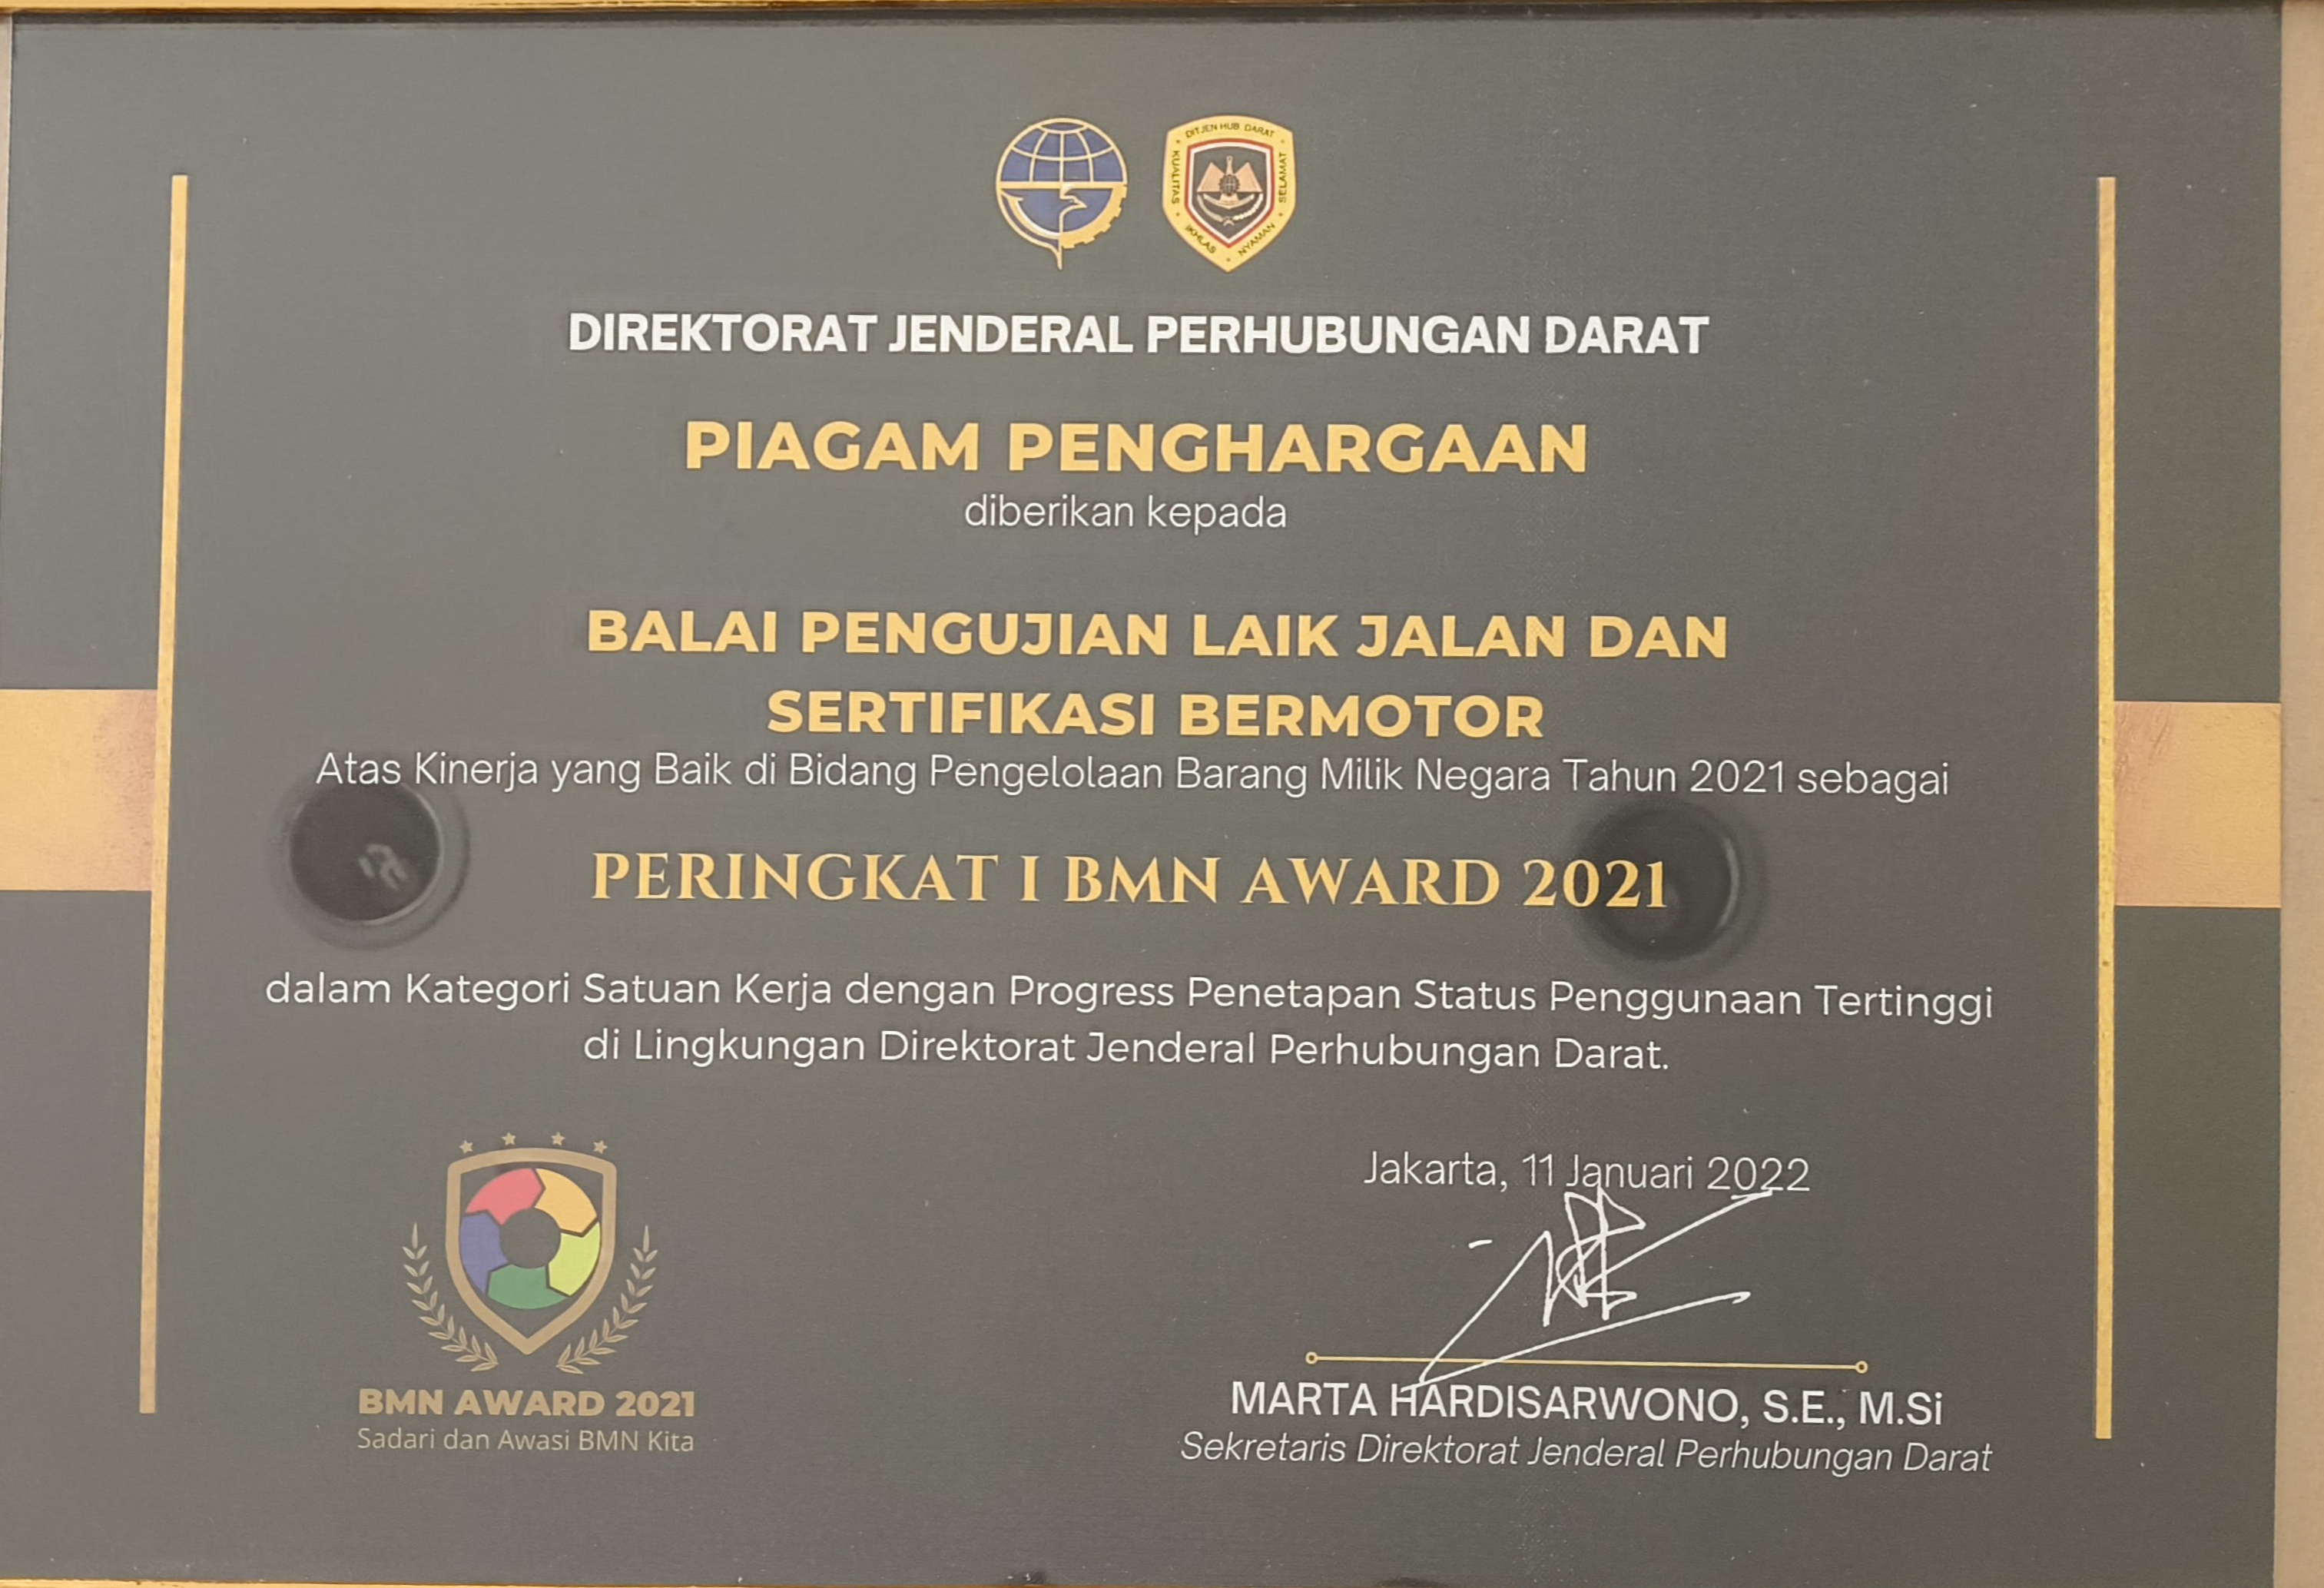 DITJEN HUB DARAT
KUALITAS
SELAMAT
IKHLAS
NYAMAN
DIREKTORAT JENDERAL PERHUBUNGAN DARAT
PIAGAM PENGHARGAAN
diberikan kepada
BALAI PENGUJIAN LAIK JALAN DAN
SERTIFIKASI BERMOTOR
Atas Kinerja yang Baik di Bidang Pengelolaan Barang Milik Negara Tahun 2021 sebagai
PERINGKAT I BMN AWARD 2021
dalam Kategori Satuan Kerja dengan Progress Penetapan Status Penggunaan Tertinggi
di Lingkungan Direktorat Jenderal Perhubungan Darat.
Jakarta, 11 Januari 2022
MARTA HARDISARWONO, S.E., M.Si
Sekretaris Direktorat Jenderal Perhubungan Darat
BMN AWARD 2021
Sadari dan Awasi BMN Kita